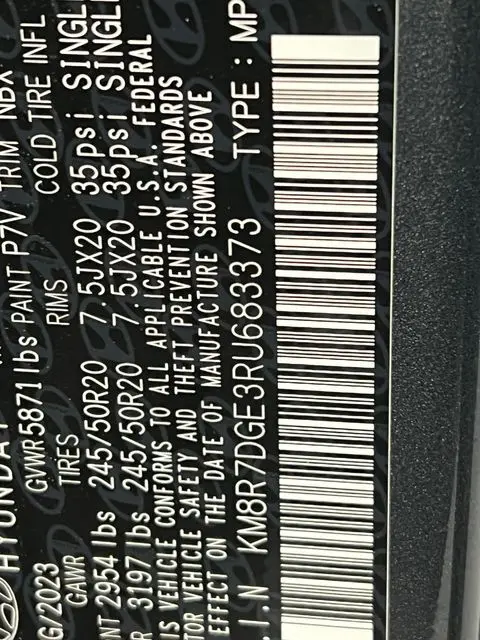 HYUNDAI
6/2023 GVWR 5871 lbs PAINT P7V TRIM NBX
GAWR TIRES RIMS COLD TIRE INFL
NT 2954 lbs 245/50R20 7.5JX20 35psi SINGL
R 3197 lbs 245/50R20 7.5JX20 35psi SINGL
IS VEHICLE CONFORMS TO ALL APPLICABLE U.S.A. FEDERAL
TOR VEHICLE SAFETY AND THEFT PREVENTION STANDARDS
EFFECT ON THE DATE OF MANUFACTURE SHOWN ABOVE
.I.N KM8R7DGE3RU683373 TYPE : MP